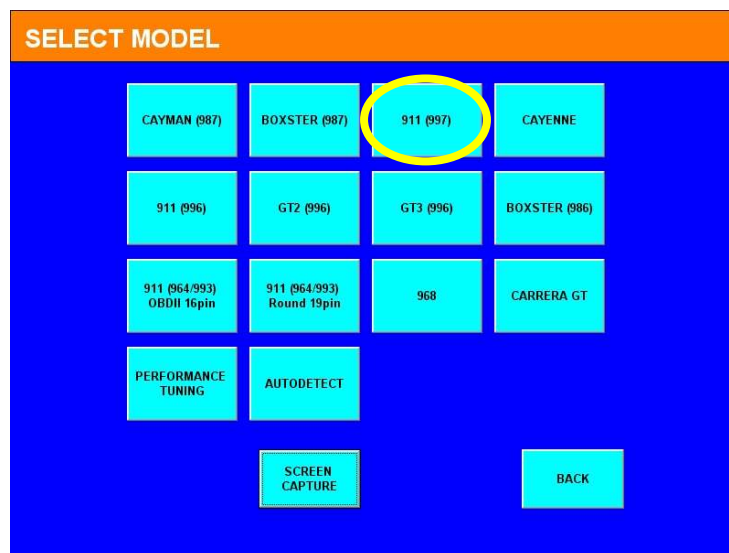 SELECT MODEL
CAYMAN (987)
BOXSTER (987)
911 (997)
CAYENNE
911 (996)
GT2 (996)
GT3 (996)
BOXSTER (986)
911 (964/993)
OBDII 16pin
911 (964/993)
Round 19pin
968
CARRERA GT
PERFORMANCE
TUNING
AUTODETECT
SCREEN
CAPTURE
BACK